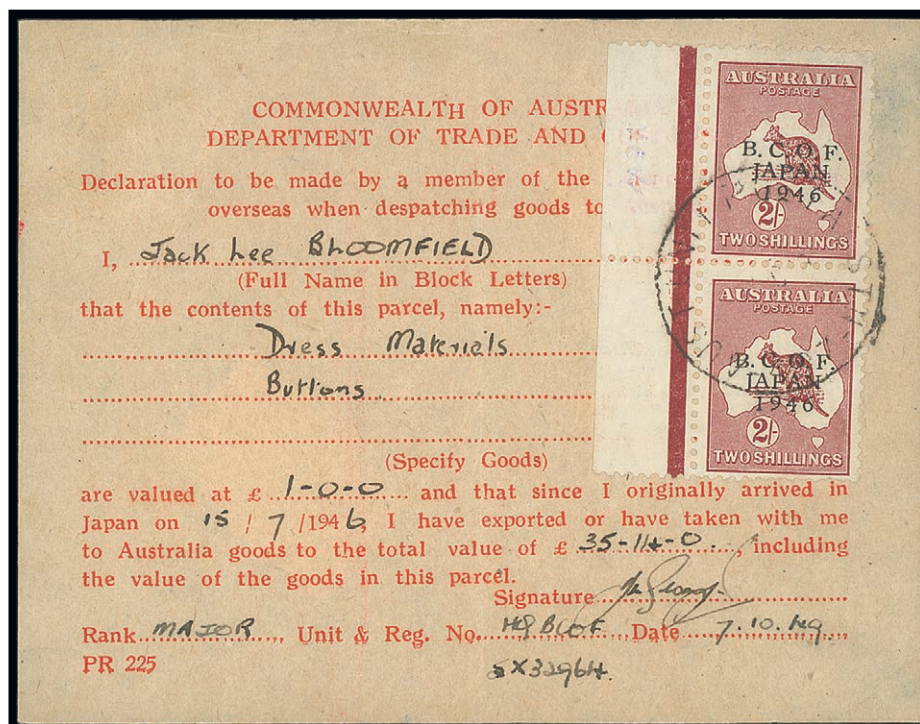 COMMONWEALTH OF AUSTR
DEPARTMENT OF TRADE AND C
Declaration to be made by a member of the
overseas when despatching goods to
I, Jack Lee BLOOMFIELD
(Full Name in Block Letters)
that the contents of this parcel, namely:-
Dress Materials
Buttons
(Specify Goods)
are valued at £ 1-0-0 and that since I originally arrived in
Japan on 15 / 7 /1946, I have exported or have taken with me
to Australia goods to the total value of £ 35-14-0, including
the value of the goods in this parcel.
Signature
Rank MAJOR, Unit & Reg. No. HQ BCOF, Date 7.10.49
PR 225
SX32964
AUSTRALIA
POSTAGE
B.C.O.F.
JAPAN
1946
2/-
TWO SHILLINGS
AUSTRALIA
POSTAGE
B.C.O.F.
JAPAN
1946
2/-
TWO SHILLINGS